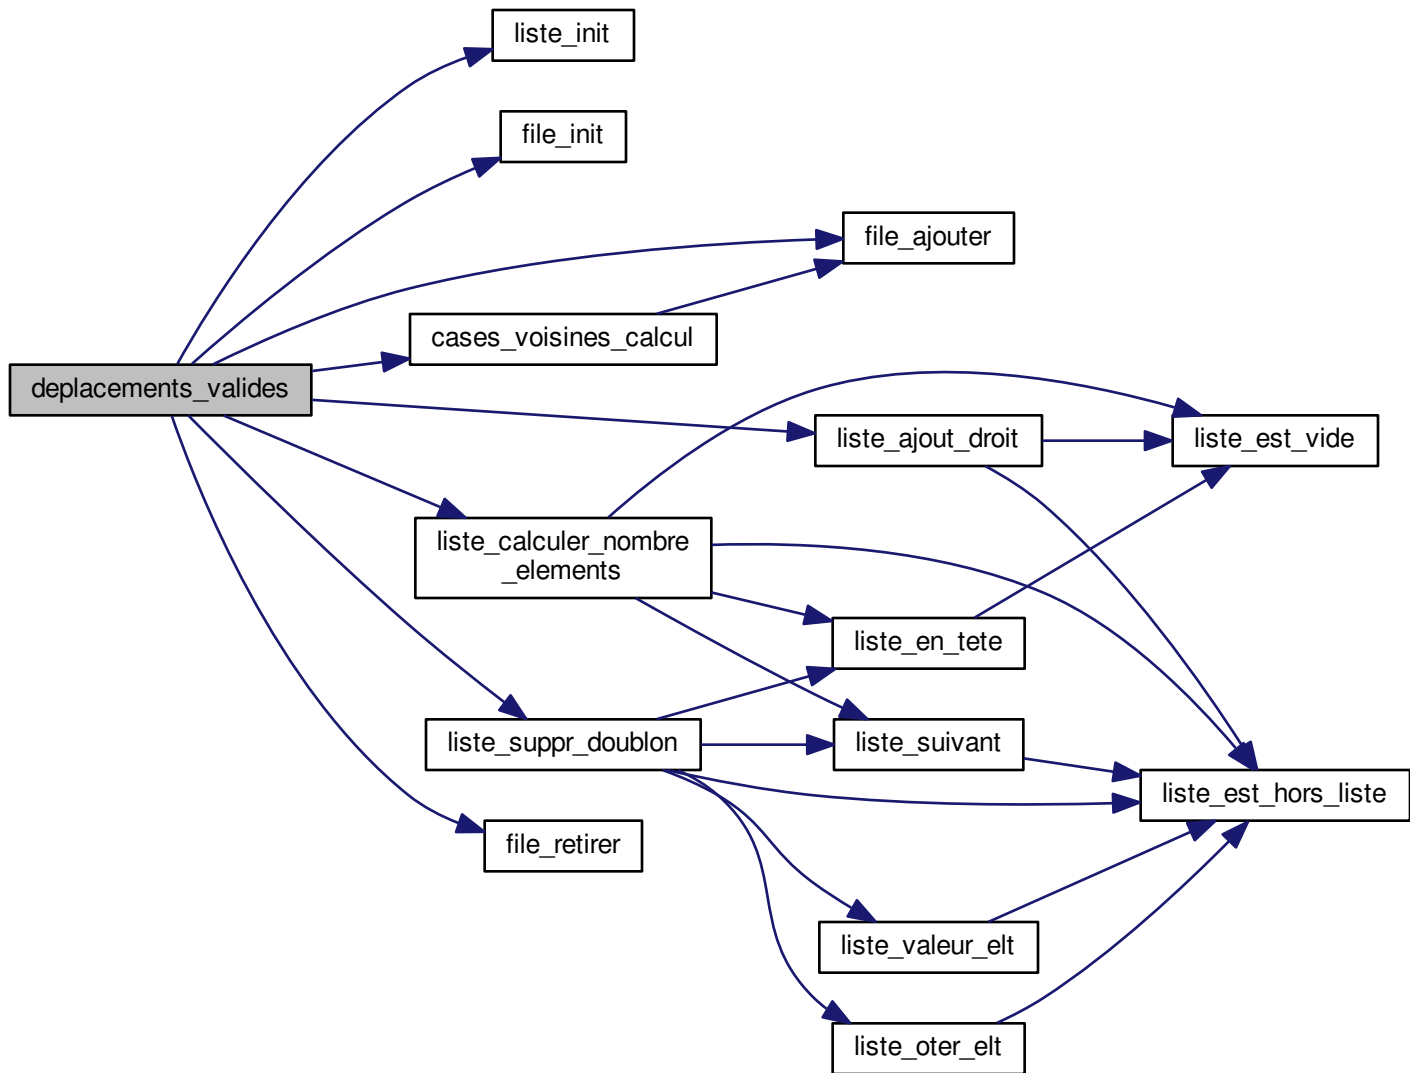 liste_init
file_init
file_ajouter
cases_voisines_calcul
deplacements_valides
liste_ajout_droit
liste_est_vide
liste_calculer_nombre
_elements
liste_en_tete
liste_suppr_doublon
liste_suivant
liste_est_hors_liste
file_retirer
liste_valeur_elt
liste_oter_elt